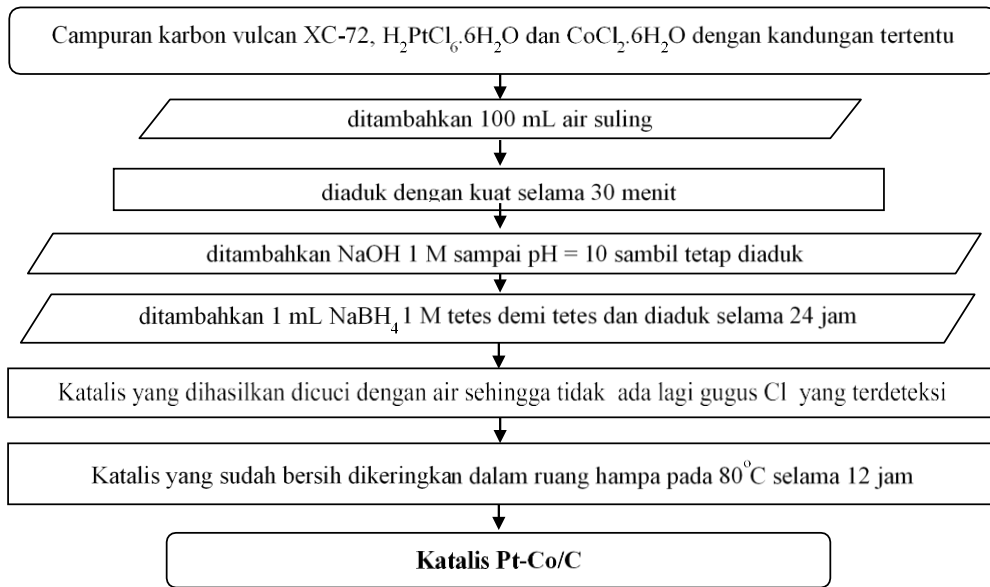 Campuran karbon vulcan XC-72, H₂PtCl₆.6H₂O dan CoCl₂.6H₂O dengan kandungan tertentu
ditambahkan 100 mL air suling
diaduk dengan kuat selama 30 menit
ditambahkan NaOH 1 M sampai pH = 10 sambil tetap diaduk
ditambahkan 1 mL NaBH₄ 1 M tetes demi tetes dan diaduk selama 24 jam
Katalis yang dihasilkan dicuci dengan air sehingga tidak ada lagi gugus Cl yang terdeteksi
Katalis yang sudah bersih dikeringkan dalam ruang hampa pada 80°C selama 12 jam
Katalis Pt-Co/C